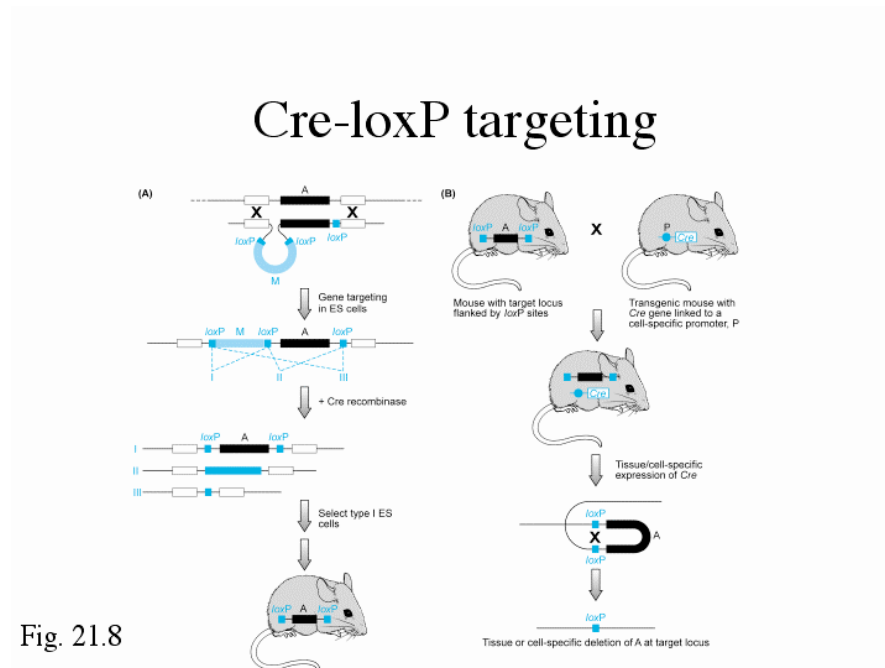 Cre-loxP targeting
(A)
A
X X
loxP
loxP loxP
M
Gene targeting
in ES cells
loxP M loxP A loxP
I II III
+ Cre recombinase
loxP A loxP
I
II
III
Select type I ES
cells
loxP A loxP
(B)
loxP A loxP
X
P
Cre
Mouse with target locus
flanked by loxP sites
Transgenic mouse with
Cre gene linked to a
cell-specific promoter, P
Cre
Tissue/cell-specific
expression of Cre
loxP
X A
loxP
loxP
Tissue or cell-specific deletion of A at target locus
Fig. 21.8